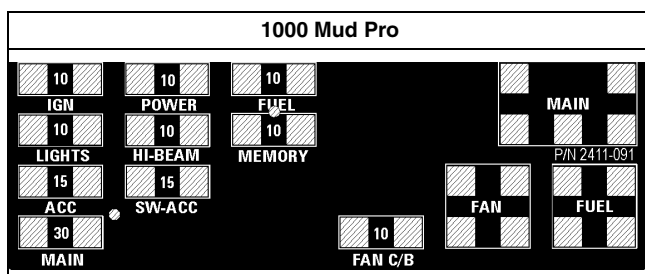 1000 Mud Pro
10 10 10
IGN POWER FUEL MAIN
10 10 10
LIGHTS HI-BEAM MEMORY P/N 2411-091
15 15
ACC SW-ACC FAN FUEL
30 10
MAIN FAN C/B